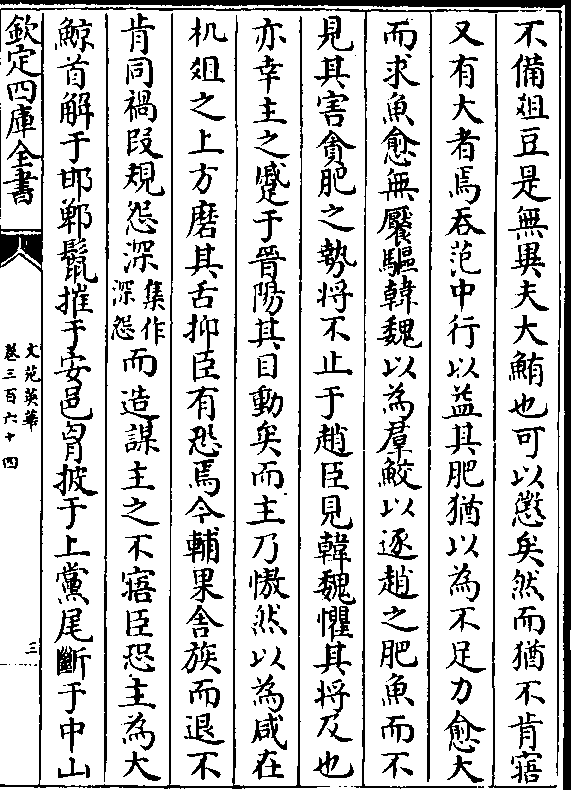 不備爼豆是無異夫大鮪也可以懲矣然而猶不肯寤
又有大者焉吞范中行以益其肥猶以為不足力愈大
而求魚愈無饜驅韓魏以為羣鮫以逐趙之肥魚而不
見其害貪肥之勢将不止于趙臣見韓魏懼其将及也
亦幸主之蹙于晉陽其目動矣而主乃慠然以為咸在
机爼之上方磨其舌抑臣有恐焉今輔果舍族而退不
肯同禍段規怨深集作深怨而造謀主之不寤臣恐主為大
鯨首解于邯鄲鬛摧于安邑胷披于上黨尾斷于中山
欽定四庫全書
文苑英華
卷三百六十四
三